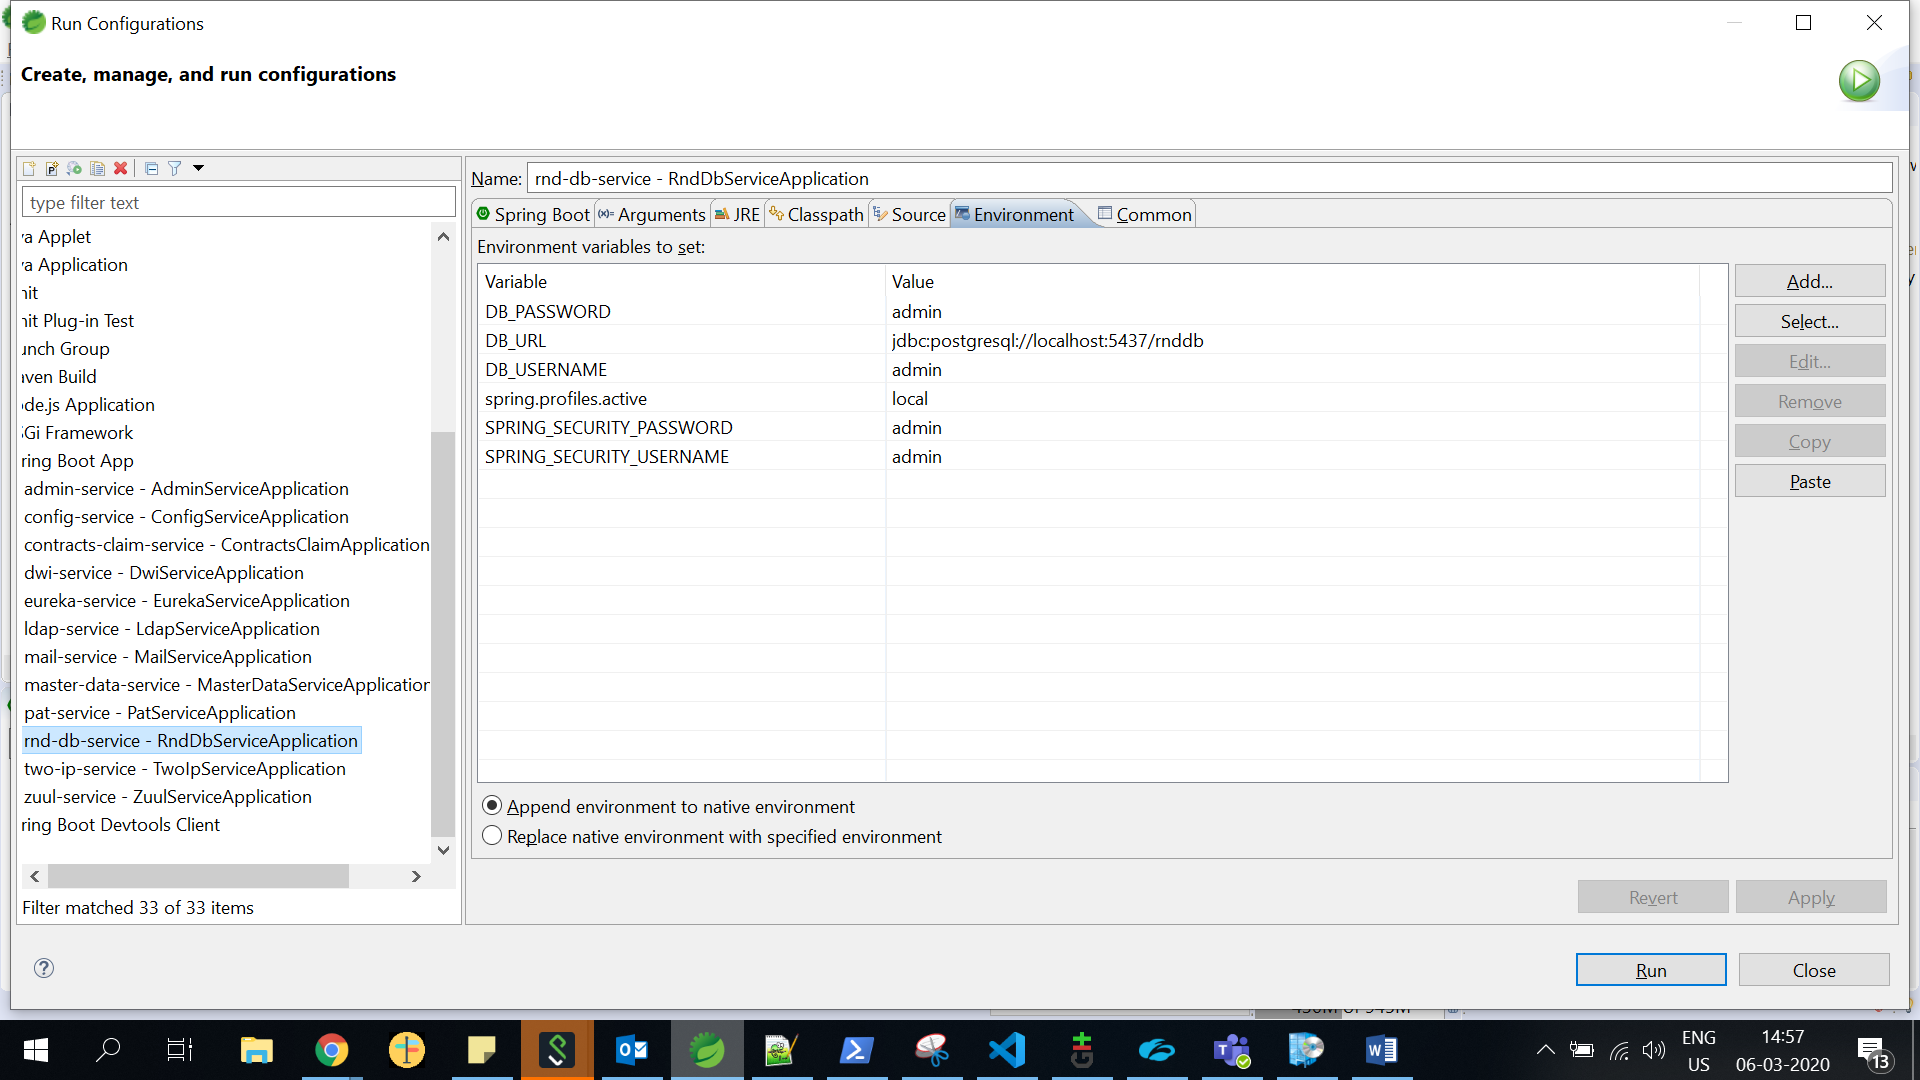 Run Configurations
Create, manage, and run configurations
type filter text
va Applet
va Application
nit
nit Plug-in Test
unch Group
aven Build
ode.js Application
SGi Framework
ring Boot App
admin-service - AdminServiceApplication
config-service - ConfigServiceApplication
contracts-claim-service - ContractsClaimApplication
dwi-service - DwiServiceApplication
eureka-service - EurekaServiceApplication
ldap-service - LdapServiceApplication
mail-service - MailServiceApplication
master-data-service - MasterDataServiceApplication
pat-service - PatServiceApplication
rnd-db-service - RndDbServiceApplication
two-ip-service - TwoIpServiceApplication
zuul-service - ZuulServiceApplication
ring Boot Devtools Client
Filter matched 33 of 33 items
Name: rnd-db-service - RndDbServiceApplication
Spring Boot (x)= Arguments JRE Classpath Source Environment Common
Environment variables to set:
Variable Value
DB_PASSWORD admin
DB_URL jdbc:postgresql://localhost:5437/rnddb
DB_USERNAME admin
spring.profiles.active local
SPRING_SECURITY_PASSWORD admin
SPRING_SECURITY_USERNAME admin
Add...
Select...
Edit...
Remove
Copy
Paste
Append environment to native environment
Replace native environment with specified environment
Revert Apply
Run Close
ENG 14:57
US 06-03-2020
13